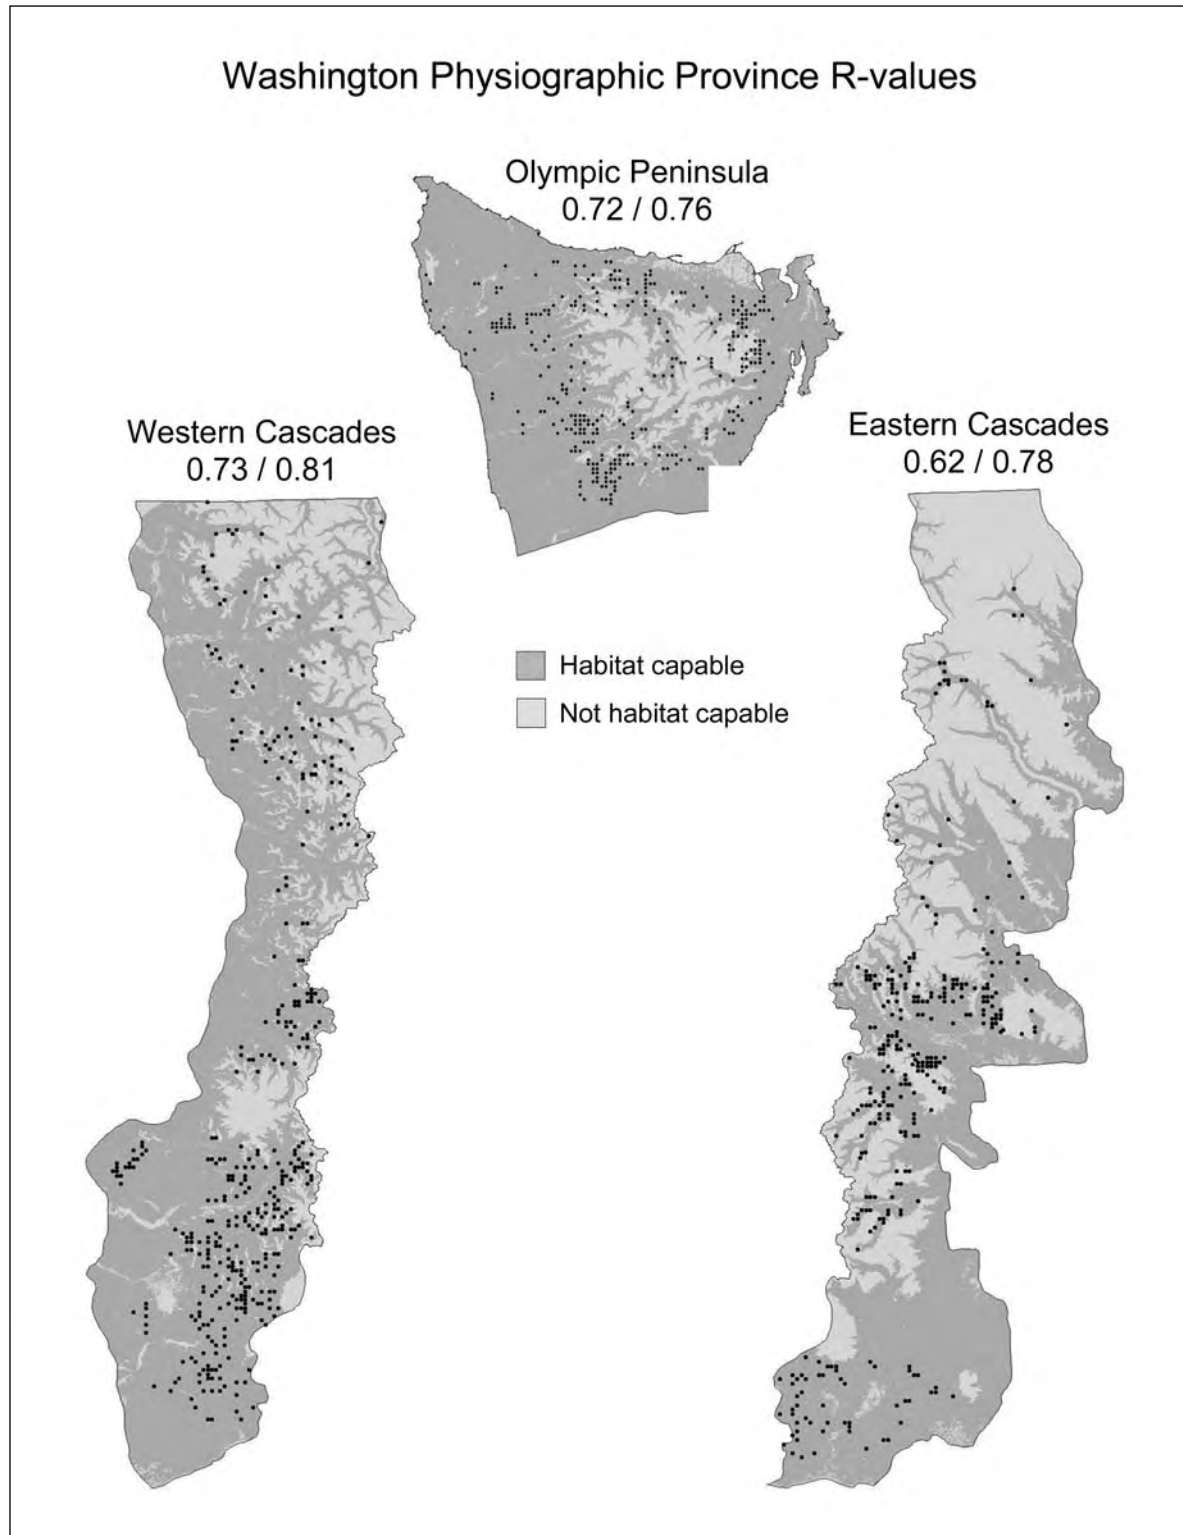 Washington Physiographic Province R-values
Olympic Peninsula
0.72 / 0.76
Western Cascades
0.73 / 0.81
Eastern Cascades
0.62 / 0.78
Habitat capable
Not habitat capable